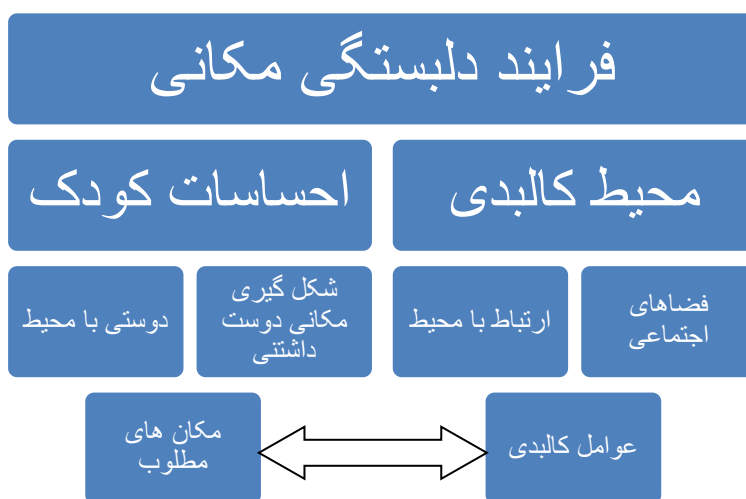 فرایند دلبستگی مکانی
محیط کالبدی
احساسات کودک
فضاهای
اجتماعی
ارتباط با محیط
شکل گیری
مکانی دوست
داشتنی
دوستی با محیط
عوامل کالبدی
مکان های
مطلوب